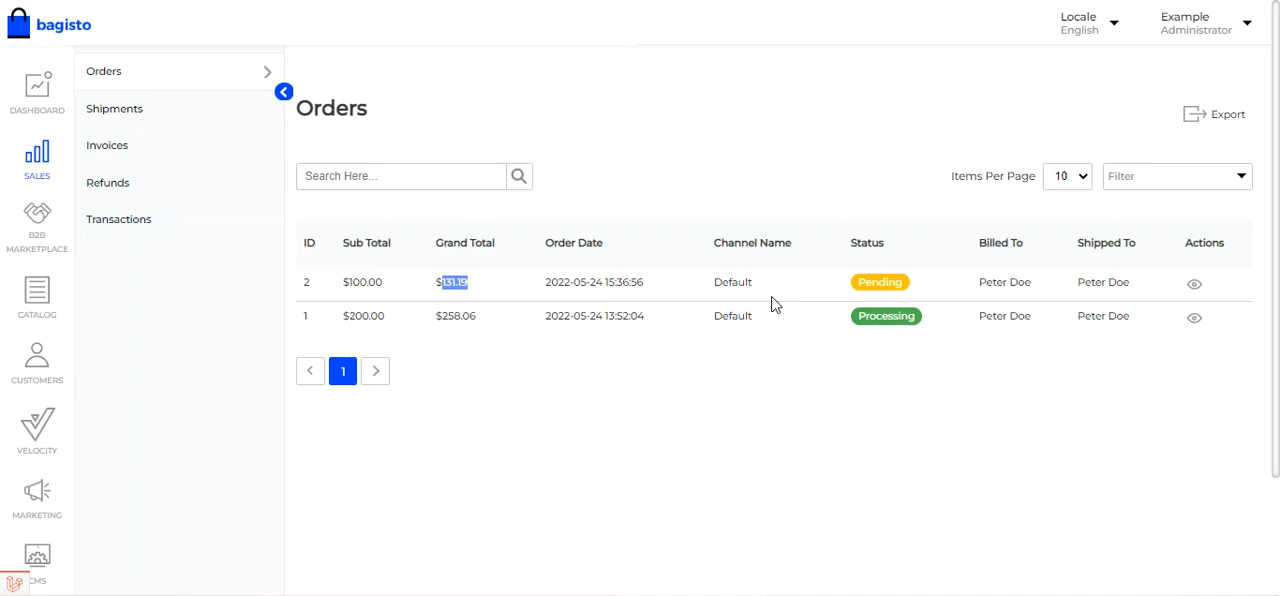 bagisto
Locale
English
Example
Administrator
DASHBOARD
SALES
B2B
MARKETPLACE
CATALOG
CUSTOMERS
VELOCITY
MARKETING
CMS
Orders
Shipments
Invoices
Refunds
Transactions
Orders
Export
Search Here...
Items Per Page 10 Filter
ID Sub Total Grand Total Order Date Channel Name Status Billed To Shipped To Actions
2 $100.00 $131.19 2022-05-24 15:36:56 Default Pending Peter Doe Peter Doe
1 $200.00 $258.06 2022-05-24 13:52:04 Default Processing Peter Doe Peter Doe
1